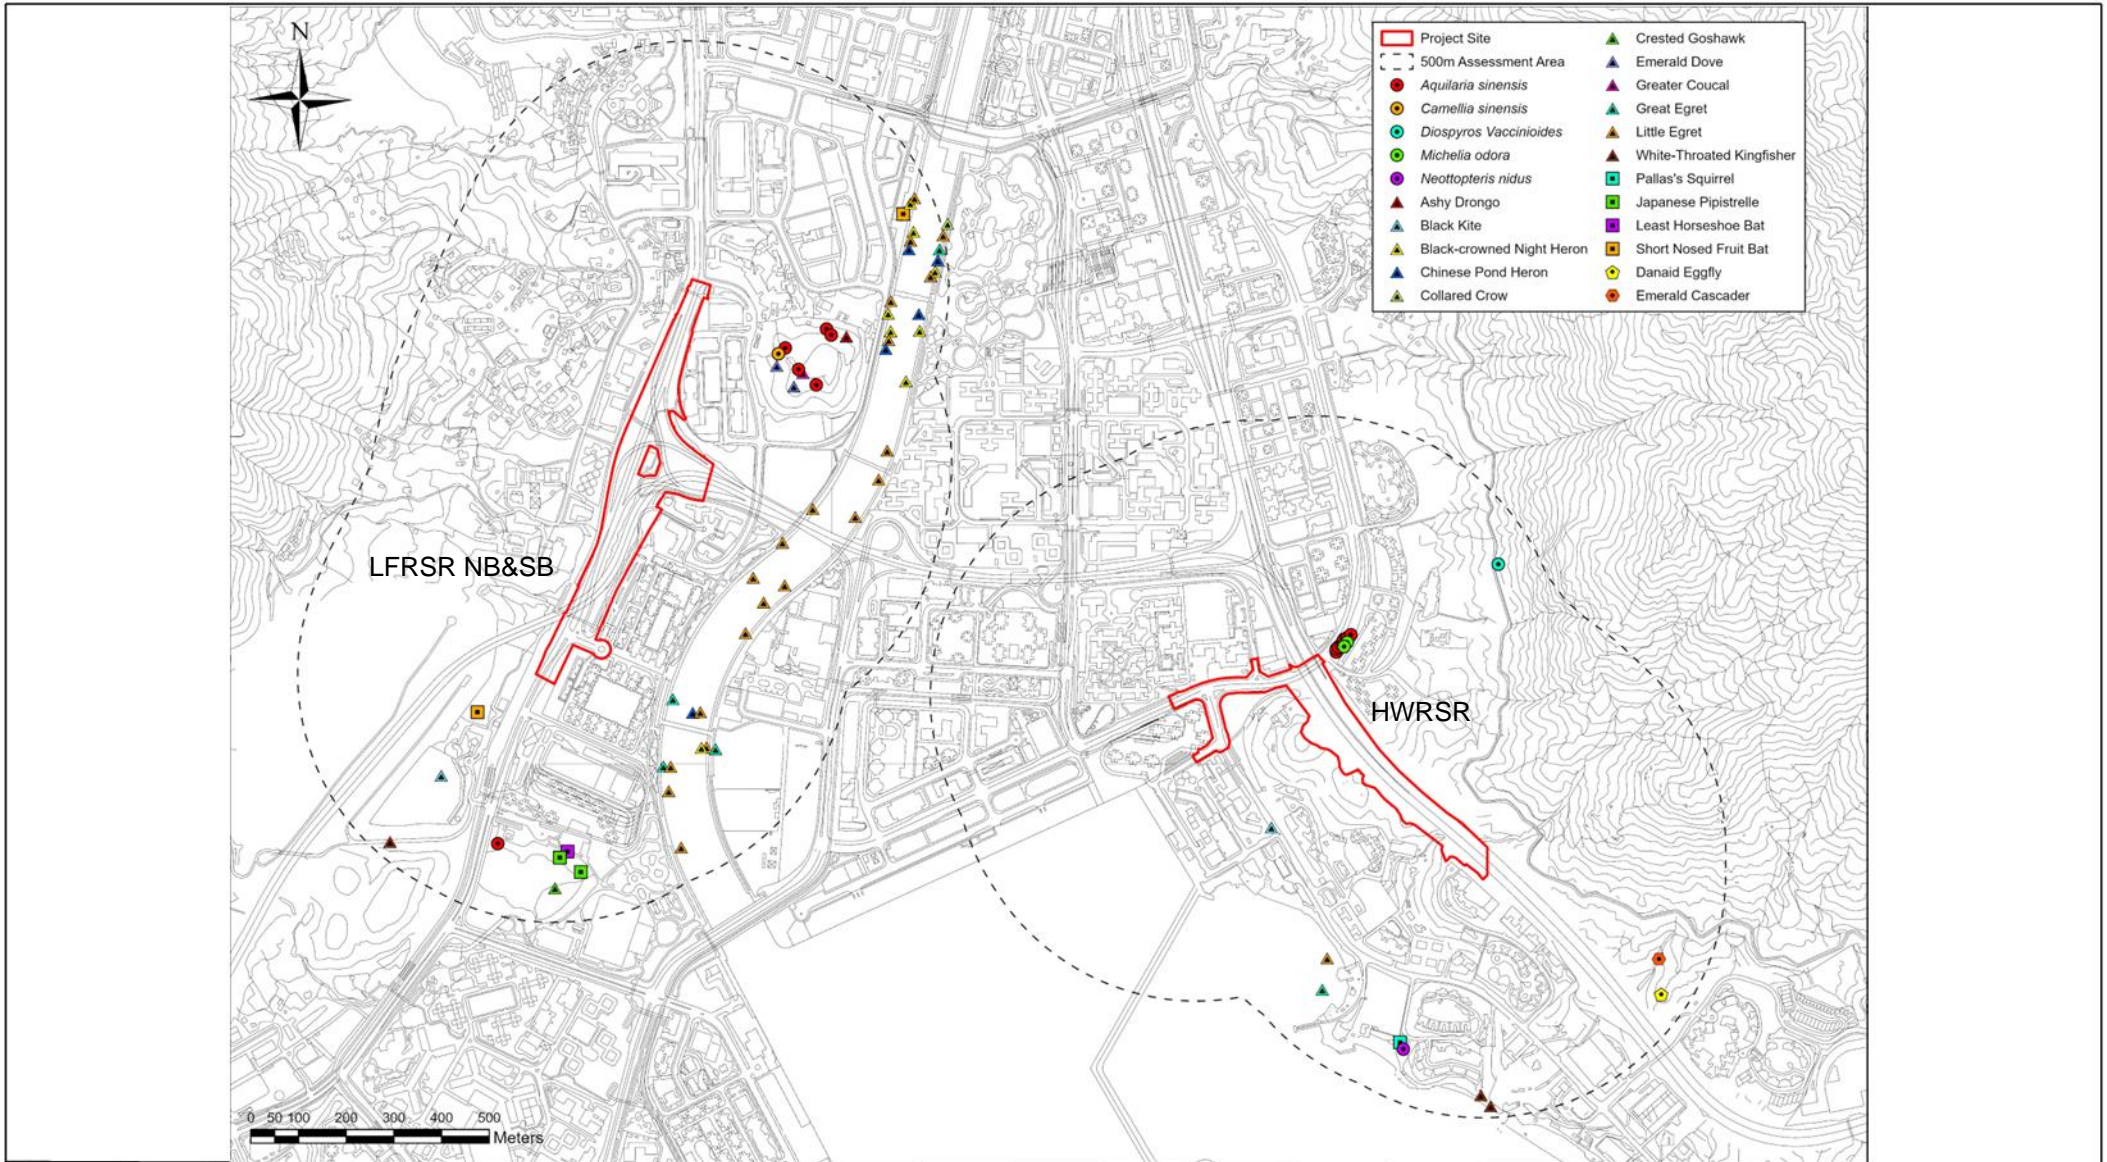 N
Project Site
500m Assessment Area
Aquilaria sinensis
Camellia sinensis
Diospyros Vaccinioides
Michelia odora
Neottopteris nidus
Ashy Drongo
Black Kite
Black-crowned Night Heron
Chinese Pond Heron
Collared Crow
Crested Goshawk
Emerald Dove
Greater Coucal
Great Egret
Little Egret
White-Throated Kingfisher
Pallas's Squirrel
Japanese Pipistrelle
Least Horseshoe Bat
Short Nosed Fruit Bat
Danaid Eggfly
Emerald Cascader
LFRSR NB&SB
HWRSR
0 50 100 200 300 400 500
Meters